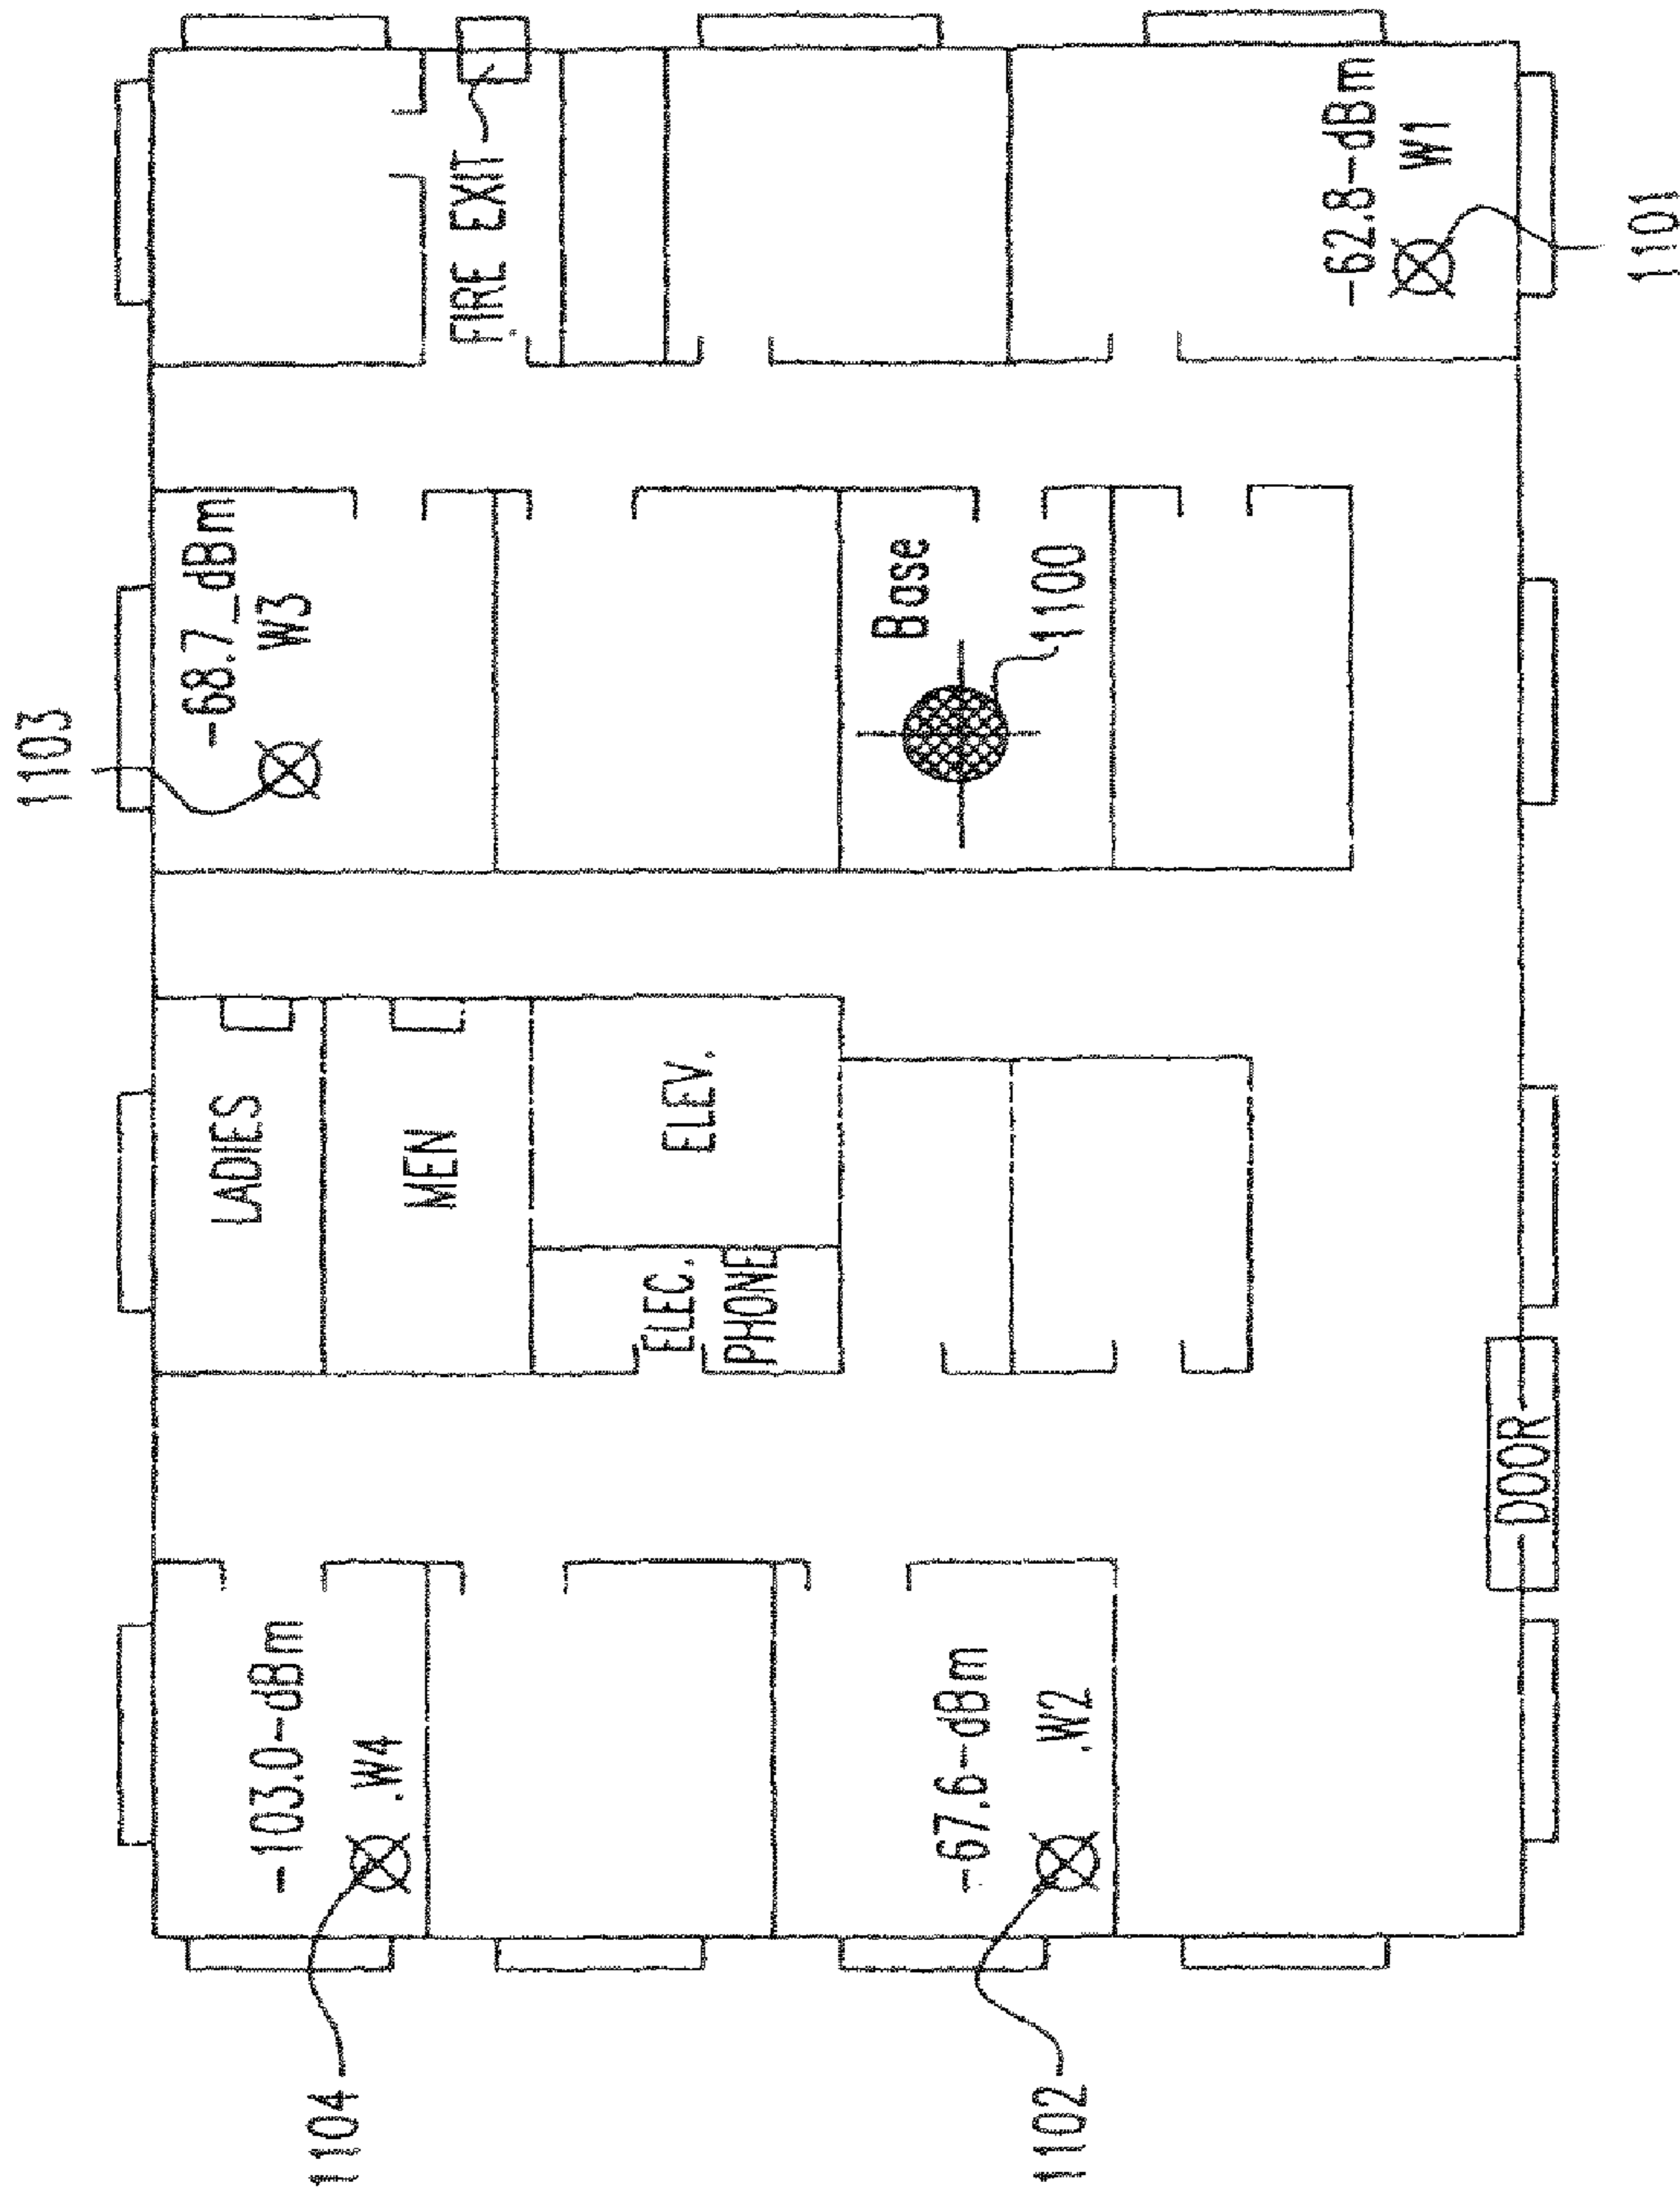 1103
-68.7_dBm
W3
FIRE EXIT
Base
1100
-62.8-dBm
W1
1101
LADIES
MEN
ELEV.
ELEC.
PHONE
-103.0-dBm
.W4
1104
-67.6-dBm
.W2
1102
DOOR